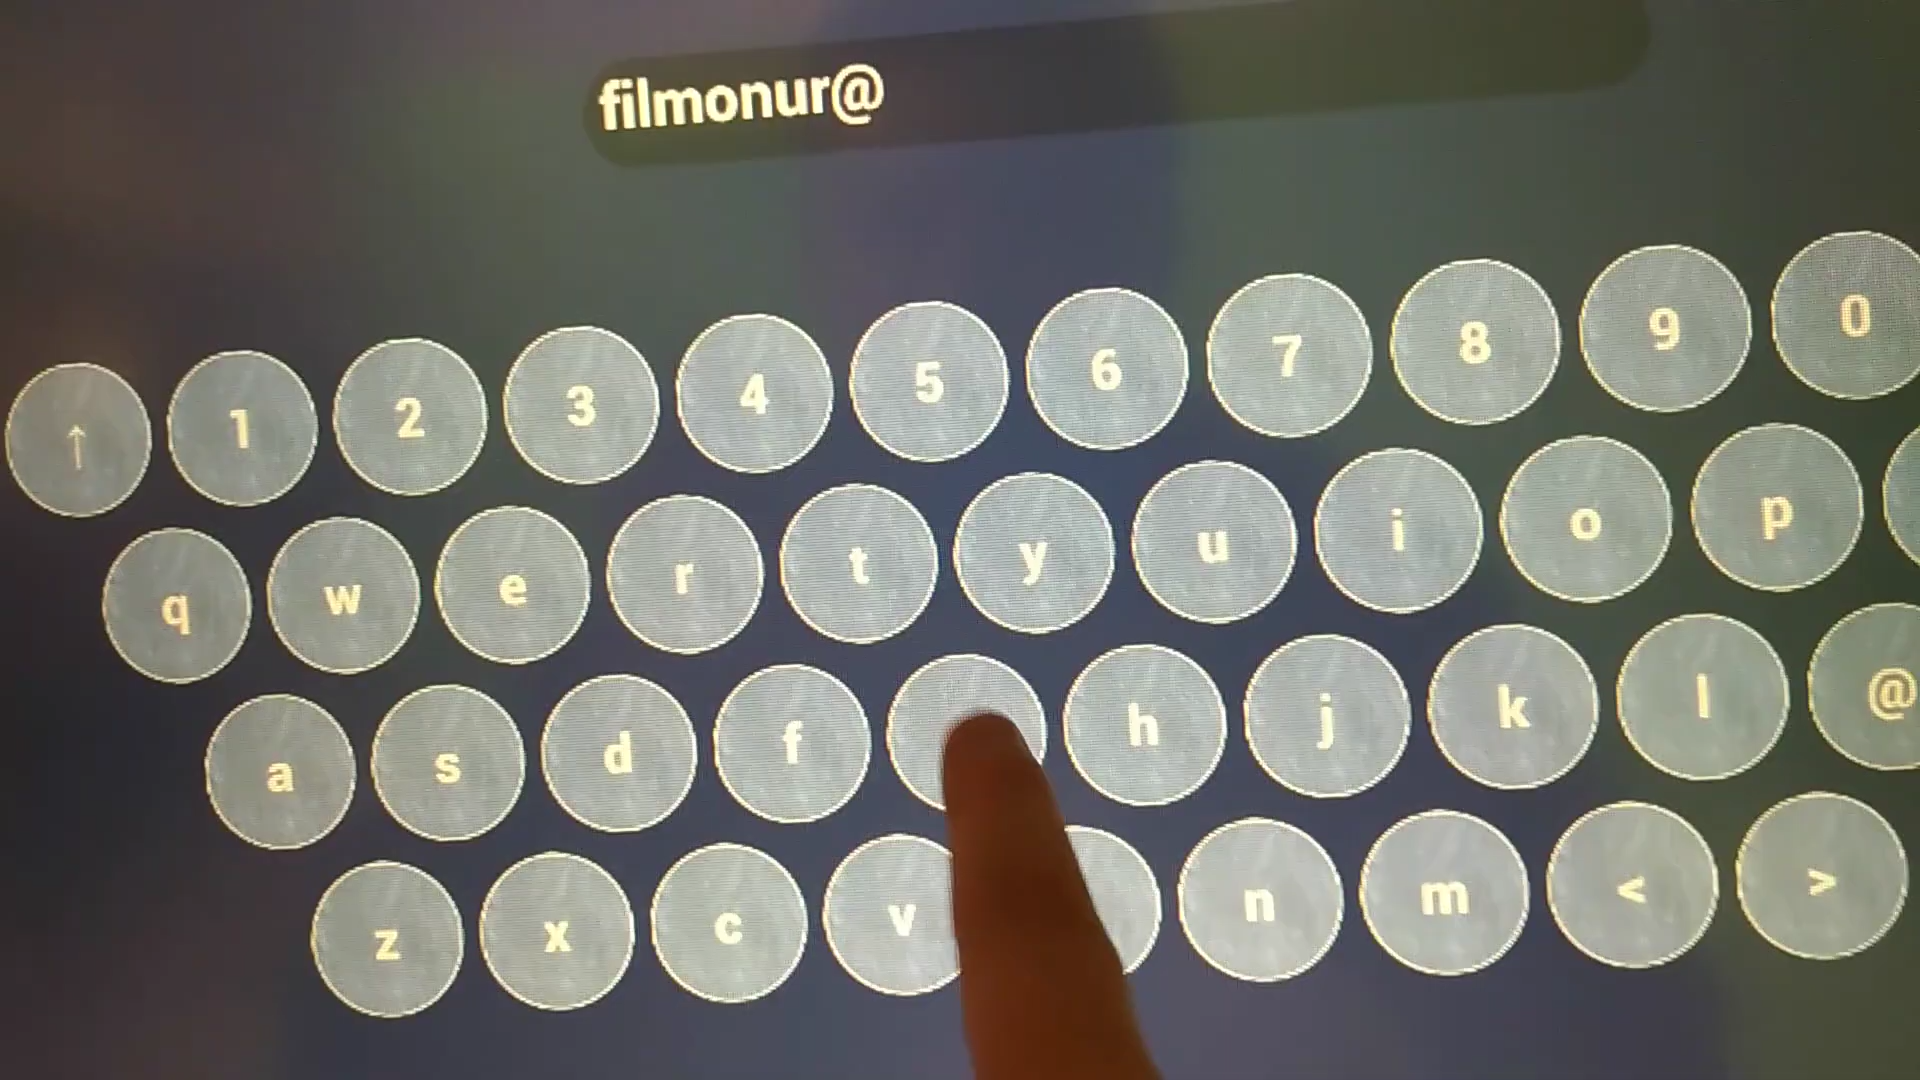 filmonur@
↑ 1 2 3 4 5 6 7 8 9 0
q w e r t y u i o p
a s d f h j k l @
z x c v n m < >